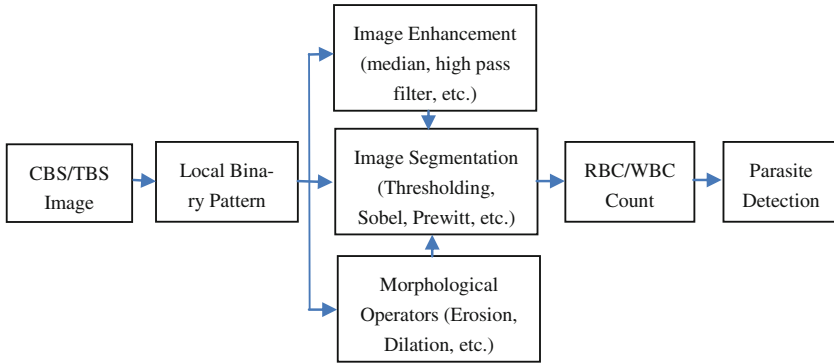 CBS/TBS
Image
Local Bina-
ry Pattern
Image Enhancement
(median, high pass
filter, etc.)
Image Segmentation
(Thresholding,
Sobel, Prewitt, etc.)
Morphological
Operators (Erosion,
Dilation, etc.)
RBC/WBC
Count
Parasite
Detection